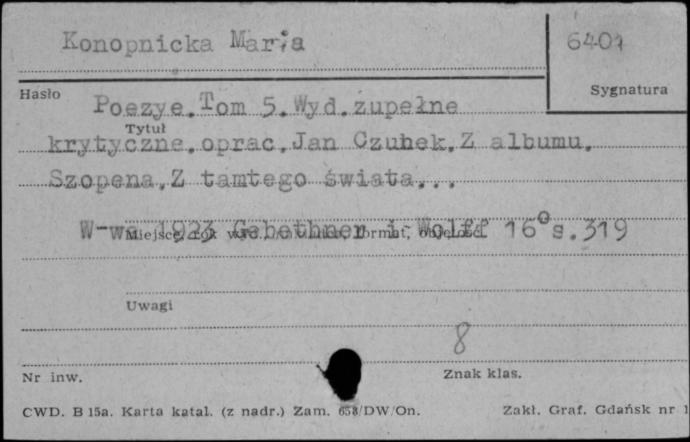 Konopnicka Maria
6401
Hasło
Sygnatura
Poezye.Tom 5.Wyd.zupełne
Tytuł
krytyczne.oprac.Jan Czubek.Z albumu.
Szopena.Z tamtego świata...
W-wa 1923 Gebethner i Wolff 16° s.319
Miejsce, rok wyd., format, objętość
Uwagi
8
Nr inw.
Znak klas.
CWD. B 15a. Karta katal. (z nadr.) Zam. 658/DW/On.
Zakł. Graf. Gdańsk nr 1